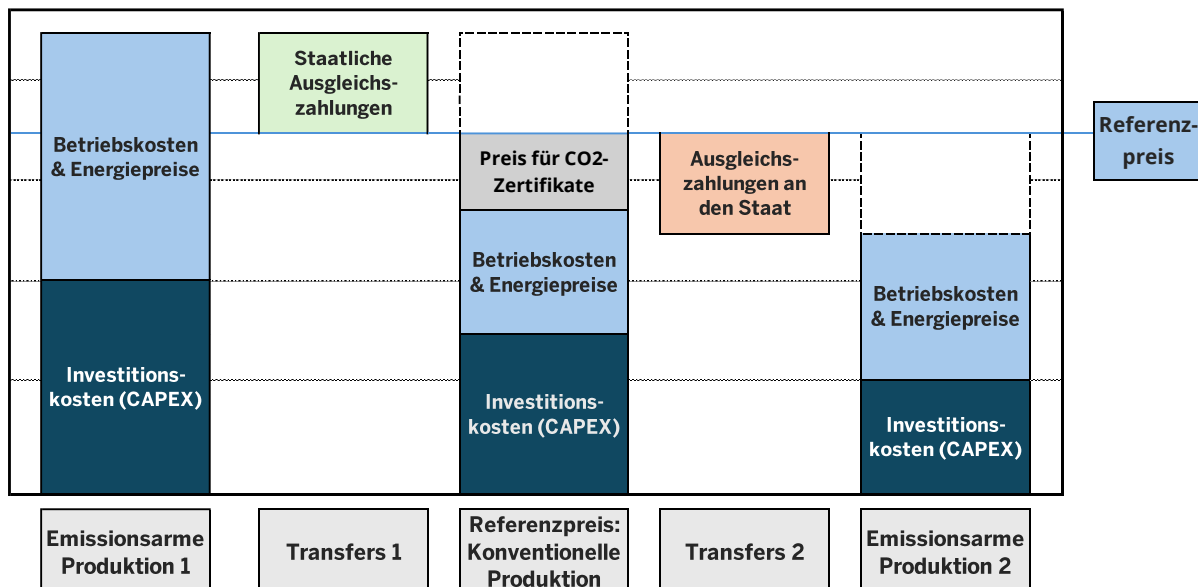 Betriebskosten
& Energiepreise
Investitions-
kosten (CAPEX)
Emissionsarme
Produktion 1
Staatliche
Ausgleichs-
zahlungen
Transfers 1
Preis für CO2-
Zertifikate
Betriebskosten
& Energiepreise
Investitions-
kosten (CAPEX)
Referenzpreis:
Konventionelle
Produktion
Ausgleichs-
zahlungen an
den Staat
Transfers 2
Betriebskosten
& Energiepreise
Investitions-
kosten (CAPEX)
Emissionsarme
Produktion 2
Referenz-
preis